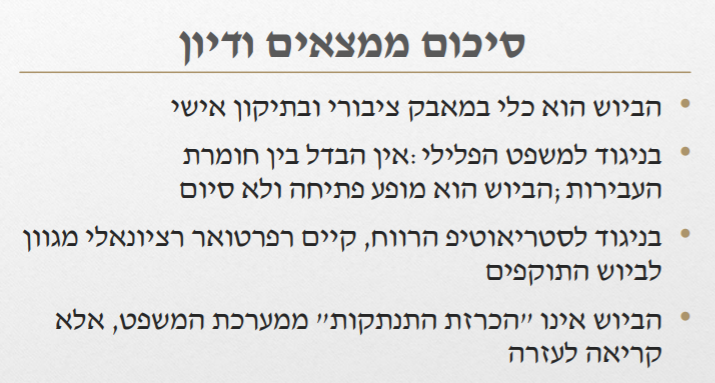 סיכום ממצאים ודיון
• הביוש הוא כלי במאבק ציבורי ובתיקון אישי
• בניגוד למשפט הפלילי :אין הבדל בין חומרת
העבירות ;הביוש הוא מופע פתיחה ולא סיום
• בניגוד לסטריאוטיפ הרווח, קיים רפרטואר רציונאלי מגוון
לביוש התוקפים
• הביוש אינו "הכרזת התנתקות" ממערכת המשפט, אלא
קריאה לעזרה